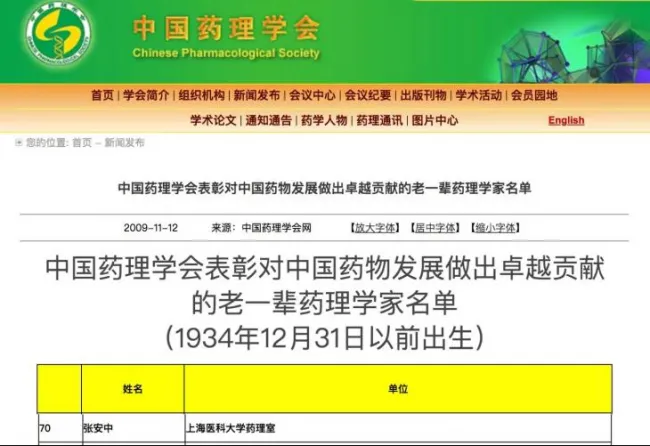 中国药理学会
Chinese Pharmacological Society
首页 | 学会简介 | 组织机构 | 新闻发布 | 会议中心 | 会议纪要 | 出版刊物 | 学术活动 | 会员园地
学术论文 | 通知通告 | 药学人物 | 药理通讯 | 图片中心 English
您的位置: 首页 - 新闻发布
中国药理学会表彰对中国药物发展做出卓越贡献的老一辈药理学家名单
2009-11-12 来源：中国药理学会网 【放大字体】【居中字体】【缩小字体】
中国药理学会表彰对中国药物发展做出卓越贡献
的老一辈药理学家名单
（1934年12月31日以前出生）
姓名 单位
70 张安中 上海医科大学药理室